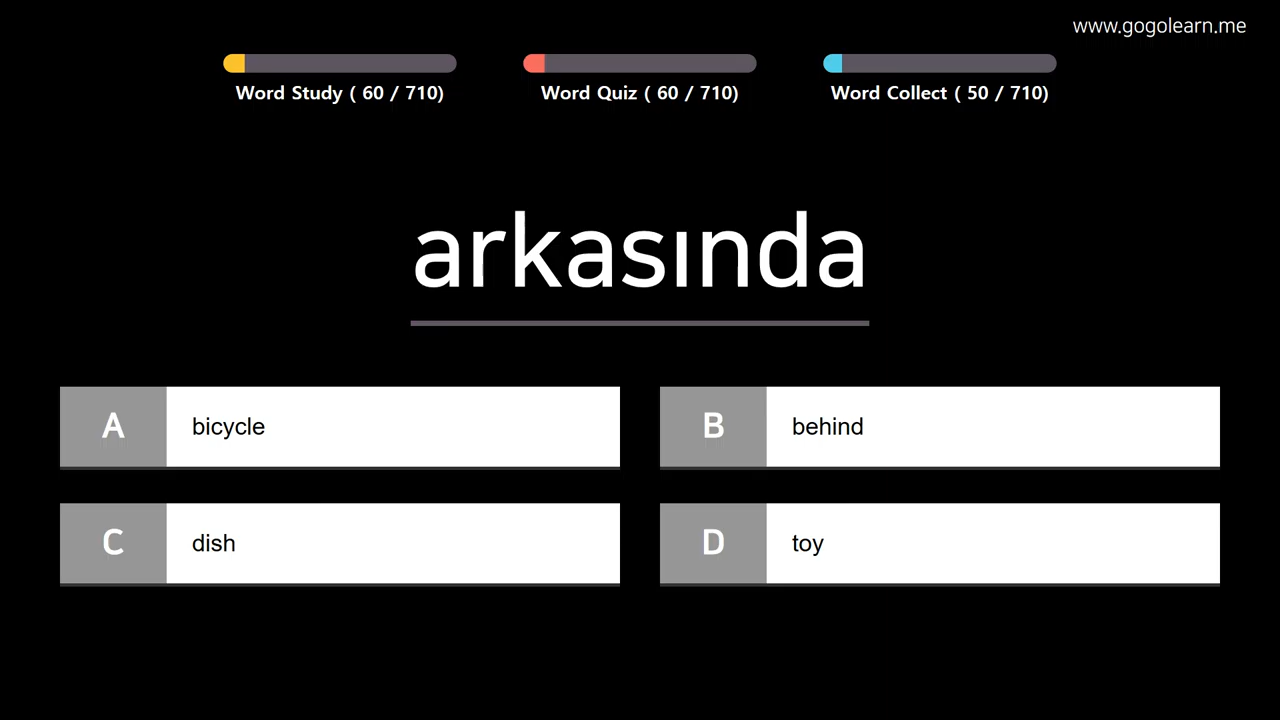 www.gogolearn.me
Word Study ( 60 / 710)
Word Quiz ( 60 / 710)
Word Collect ( 50 / 710)
arkasında
A bicycle
B behind
C dish
D toy